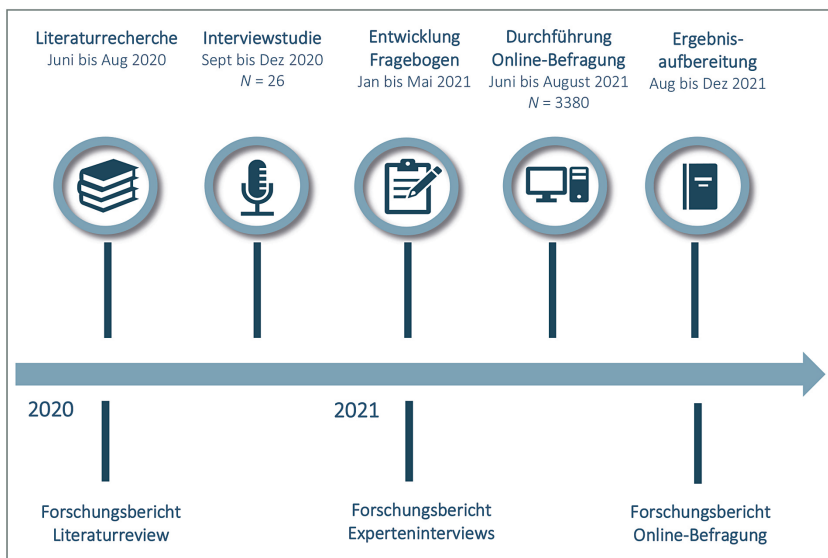 Literaturrecherche
Juni bis Aug 2020
Interviewstudie
Sept bis Dez 2020
N = 26
Entwicklung
Fragebogen
Jan bis Mai 2021
Durchführung
Online-Befragung
Juni bis August 2021
N = 3380
Ergebnis-
aufbereitung
Aug bis Dez 2021
2020
2021
Forschungsbericht
Literaturreview
Forschungsbericht
Experteninterviews
Forschungsbericht
Online-Befragung